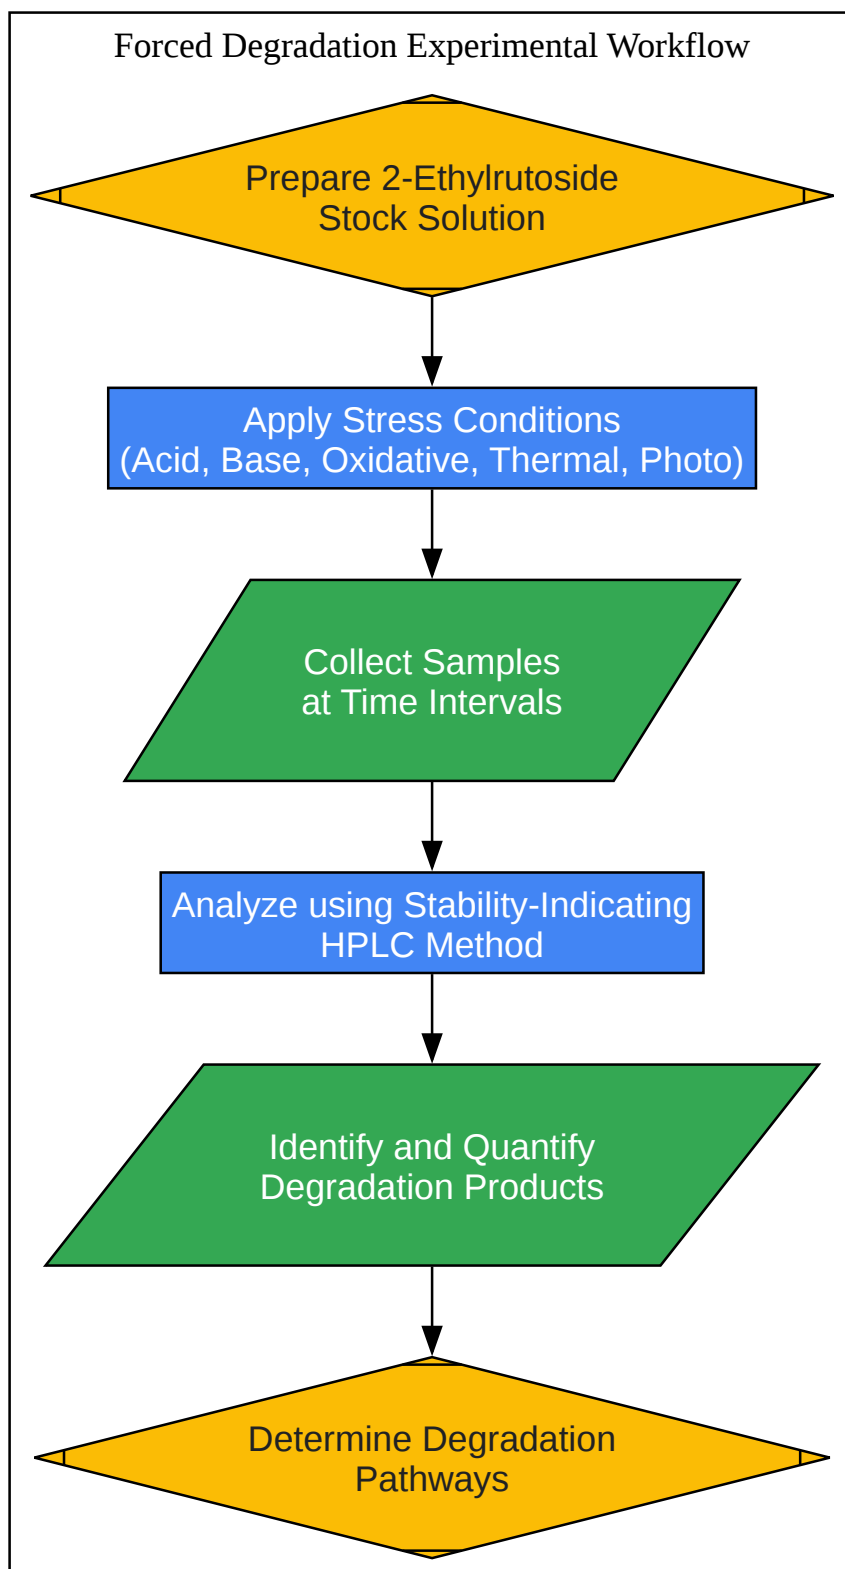 Forced Degradation Experimental Workflow
Prepare 2-Ethylrutoside
Stock Solution
Apply Stress Conditions
(Acid, Base, Oxidative, Thermal, Photo)
Collect Samples
at Time Intervals
Analyze using Stability-Indicating
HPLC Method
Identify and Quantify
Degradation Products
Determine Degradation
Pathways